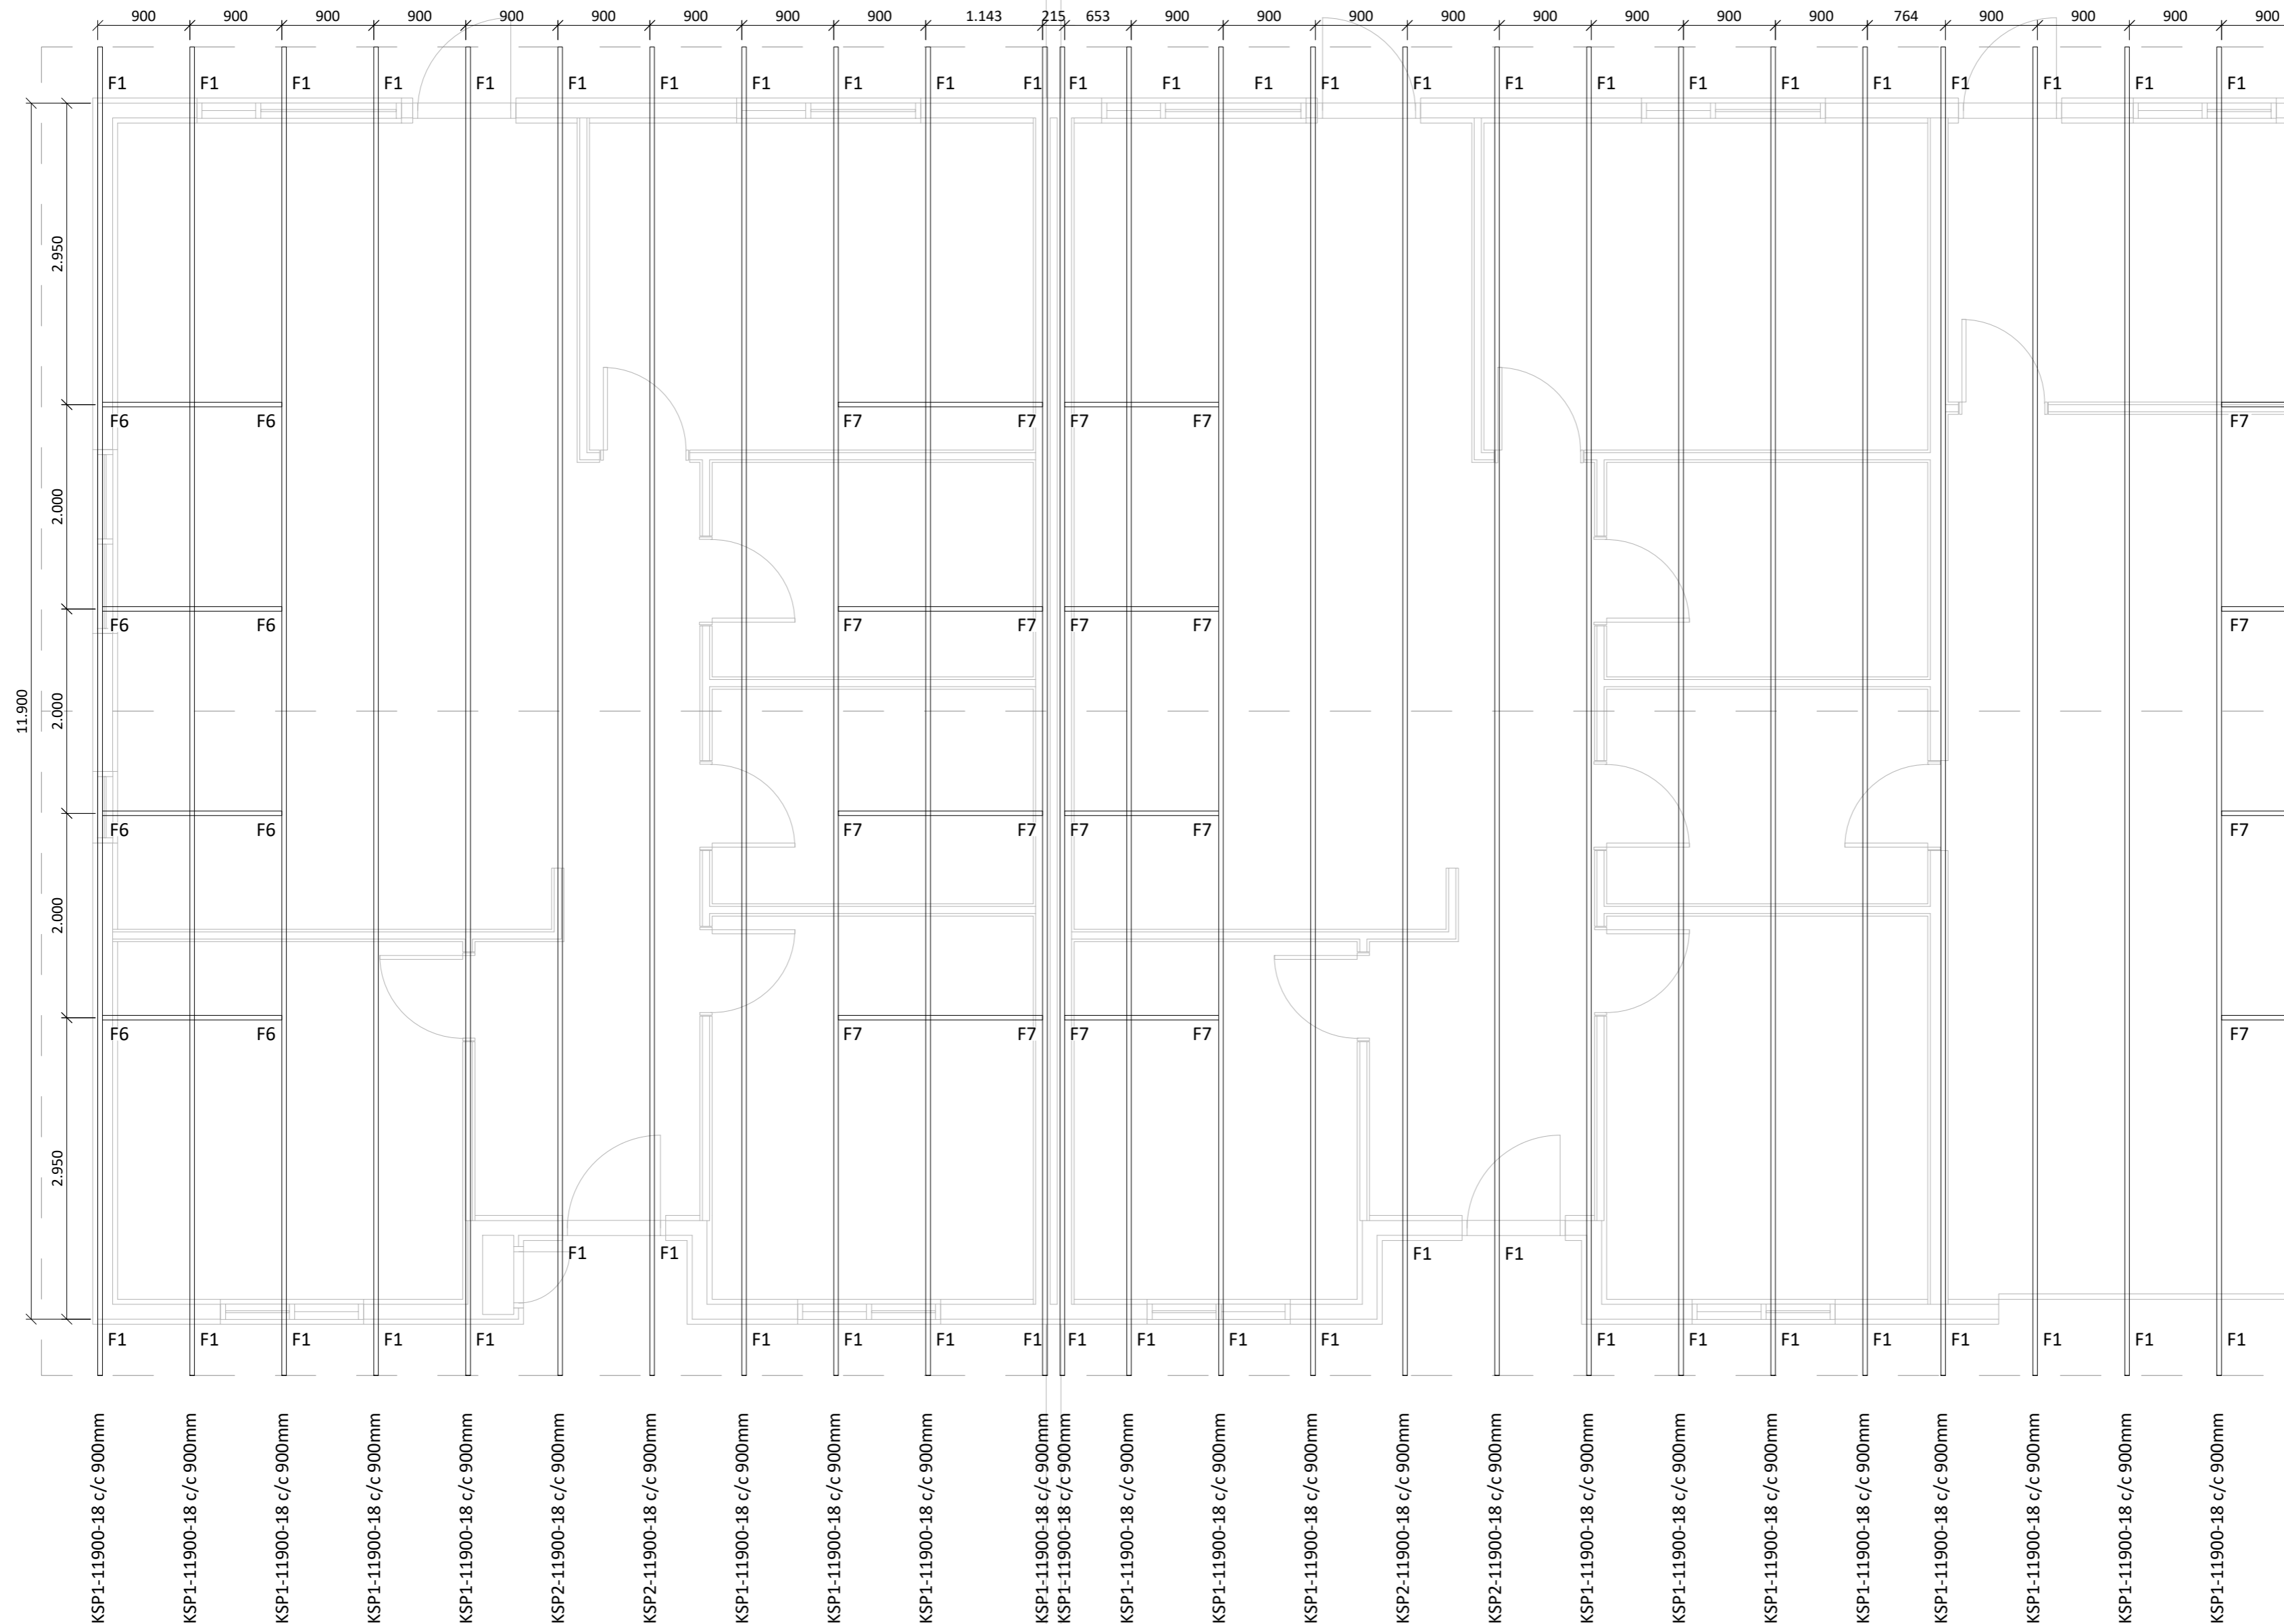 900 900 900 900 900 900 900 900 900 1.143 215 653 900 900 900 900 900 900 900 900 764 900 900 900 900
F1 F1 F1 F1 F1 F1 F1 F1 F1 F1 F1 F1 F1 F1 F1 F1 F1 F1 F1 F1 F1 F1 F1 F1 F1
2.950
F6 F6 F7 F7 F7 F7 F7
2.000
F6 F6 F7 F7 F7 F7 F7
11.900
2.000
F6 F6 F7 F7 F7 F7 F7
2.000
F6 F6 F7 F7 F7 F7 F7
2.950
F1 F1 F1 F1
F1 F1 F1 F1 F1 F1 F1 F1 F1 F1 F1 F1 F1 F1 F1 F1 F1 F1 F1 F1 F1
KSP1-11900-18 c/c 900mm
KSP1-11900-18 c/c 900mm
KSP1-11900-18 c/c 900mm
KSP1-11900-18 c/c 900mm
KSP1-11900-18 c/c 900mm
KSP2-11900-18 c/c 900mm
KSP2-11900-18 c/c 900mm
KSP1-11900-18 c/c 900mm
KSP1-11900-18 c/c 900mm
KSP1-11900-18 c/c 900mm
KSP1-11900-18 c/c 900mm
KSP1-11900-18 c/c 900mm
KSP1-11900-18 c/c 900mm
KSP1-11900-18 c/c 900mm
KSP1-11900-18 c/c 900mm
KSP2-11900-18 c/c 900mm
KSP2-11900-18 c/c 900mm
KSP1-11900-18 c/c 900mm
KSP1-11900-18 c/c 900mm
KSP1-11900-18 c/c 900mm
KSP1-11900-18 c/c 900mm
KSP1-11900-18 c/c 900mm
KSP1-11900-18 c/c 900mm
KSP1-11900-18 c/c 900mm
KSP1-11900-18 c/c 900mm